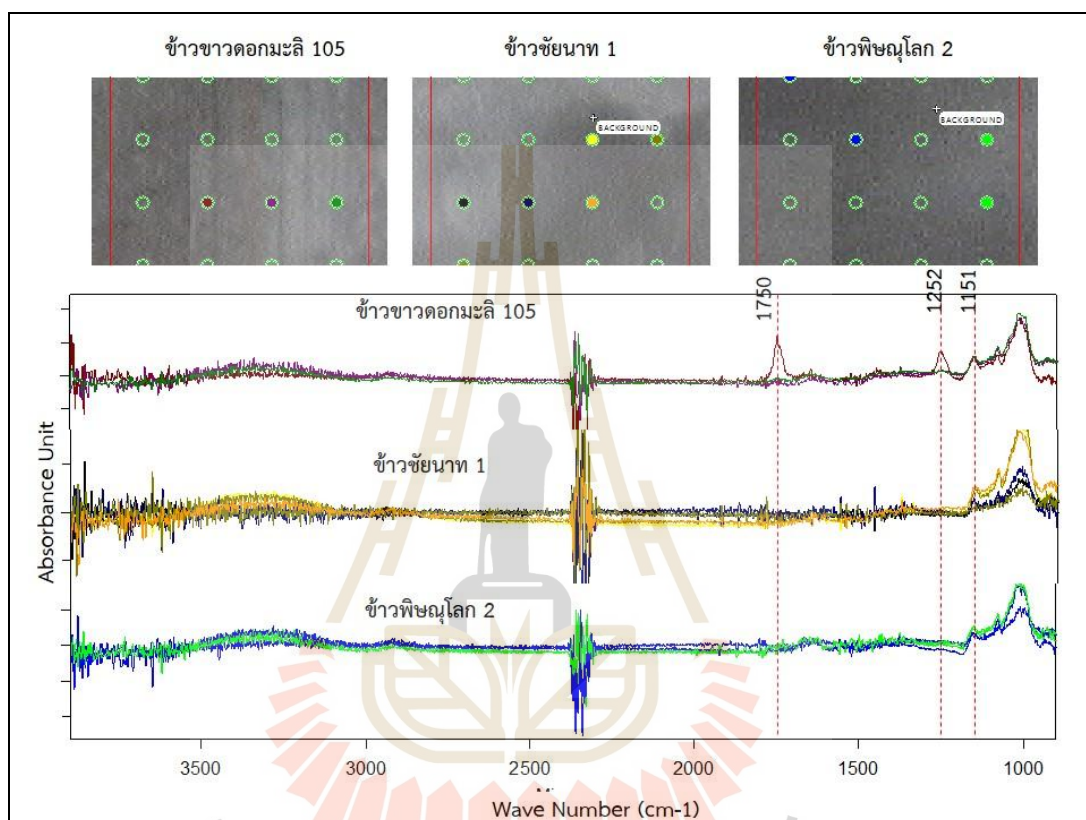 ข้าวขาวดอกมะลิ 105
ข้าวชัยนาท 1
ข้าวพิษณุโลก 2
BACKGROUND
BACKGROUND
1750
1252
1151
ข้าวขาวดอกมะลิ 105
ข้าวชัยนาท 1
ข้าวพิษณุโลก 2
Absorbance Unit
3500 3000 2500 2000 1500 1000
Wave Number (cm-1)